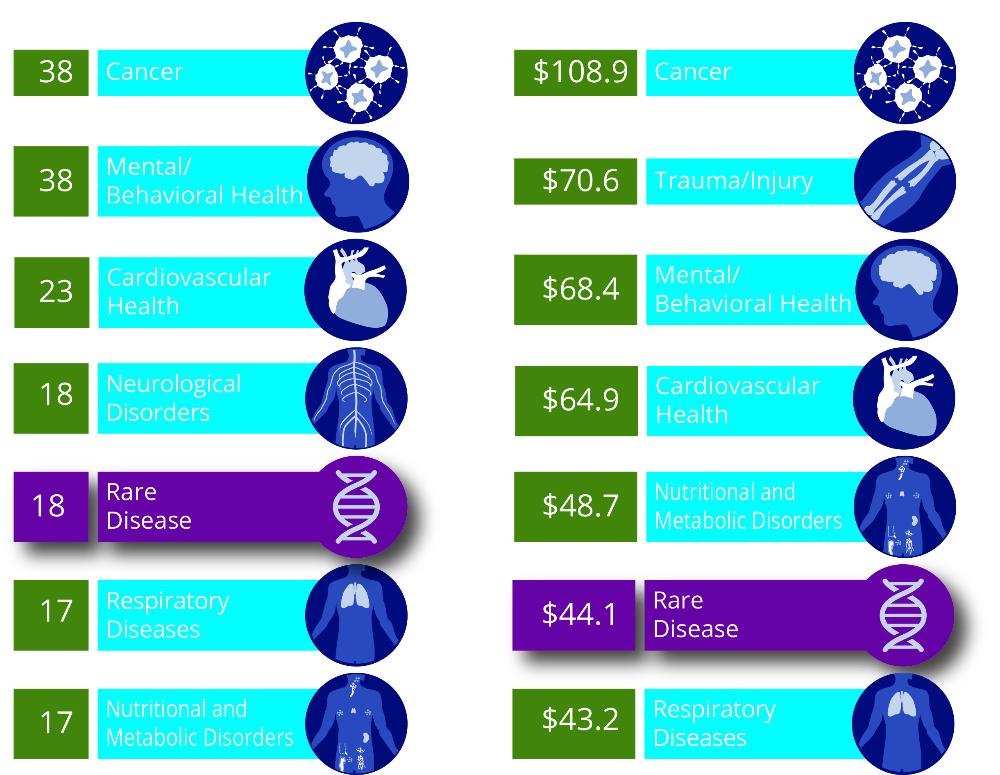 38
Cancer
38
Mental/
Behavioral Health
23
Cardiovascular
Health
18
Neurological
Disorders
18
Rare
Disease
17
Respiratory
Diseases
17
Nutritional and
Metabolic Disorders
$108.9
Cancer
$70.6
Trauma/Injury
$68.4
Mental/
Behavioral Health
$64.9
Cardiovascular
Health
$48.7
Nutritional and
Metabolic Disorders
$44.1
Rare
Disease
$43.2
Respiratory
Diseases